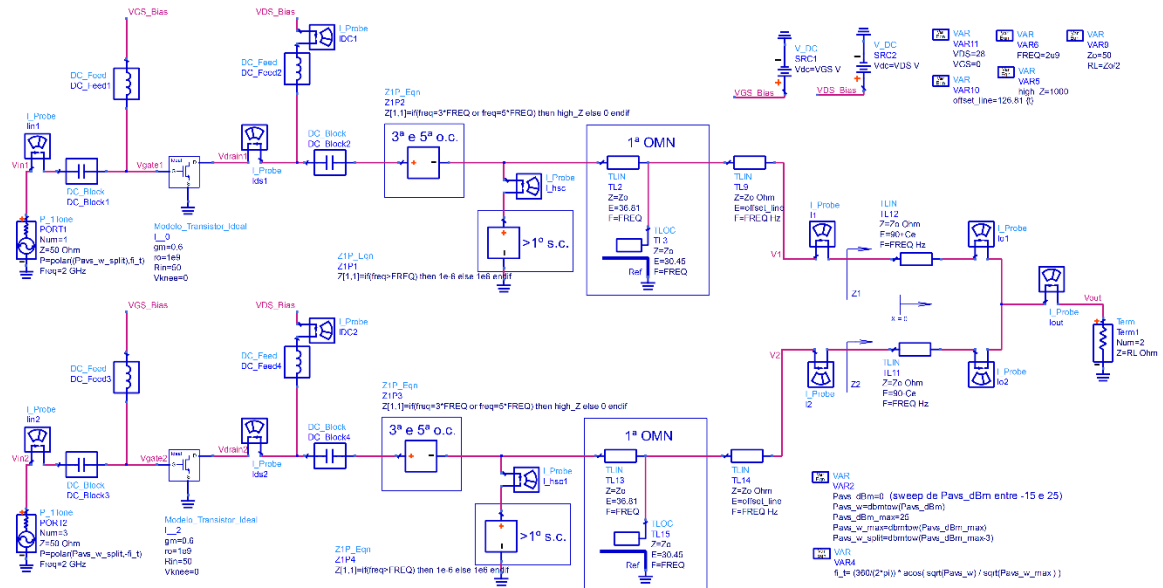 VGS_Bias
VDS_Bias
I_Probe
IDC1
DC_Feed
DC_Feed1
DC_Feed
DC_Feed2
V_DC
SRC1
Vdc=VGS V
V_DC
SRC2
Vdc=VDS V
VGS_Bias
VDS_Bias
VAR
VAR11
VDS=28
VGS=0
VAR
VAR6
FREQ=2e9
VAR
VAR9
Zo=50
RL=Zo/2
VAR
VAR10
offset_line=126.81 {t}
VAR
VAR5
high_Z=1000
I_Probe
Iin1
Vin1
DC_Block
DC_Block1
Vgate1
Vdrain1
I_Probe
Ids1
DC_Block
DC_Block2
Z1P_Eqn
Z1P2
Z[1,1]=if(freq=3*FREQ or freq=5*FREQ) then high_Z else 0 endif
3ª e 5ª o.c.
I_Probe
I_hsc
>1º s.c.
Z1P_Eqn
Z1P1
Z[1,1]=if(freq>FREQ) then 1e-6 else 1e6 endif
P_1Tone
PORT1
Num=1
Z=50 Ohm
P=polar((Pavs_w_split),fi_t)
Freq=2 GHz
Modelo_Transistor_Ideal
I__0
gm=0.6
ro=1e9
Rin=50
Vknee=0
1ª OMN
TLIN
TL2
Z=Zo
E=36.81
F=FREQ
TLOC
TL3
Z=Zo
E=30.45
F=FREQ
Ref
TLIN
TL9
Z=Zo Ohm
E=offset_line
F=FREQ Hz
V1
I_Probe
I1
TLIN
TL12
Z=Zo Ohm
E=90+Ce
F=FREQ Hz
I_Probe
Io1
Z1
I_Probe
Iout
Vout
Term
Term1
Num=2
Z=RL Ohm
VGS_Bias
VDS_Bias
I_Probe
IDC2
DC_Feed
DC_Feed3
DC_Feed
DC_Feed4
V2
I_Probe
I2
Z2
TLIN
TL11
Z=Zo Ohm
E=90-Ce
F=FREQ Hz
I_Probe
Io2
I_Probe
Iin2
Vin2
DC_Block
DC_Block3
Vgate2
Vdrain2
I_Probe
Ids2
DC_Block
DC_Block4
Z1P_Eqn
Z1P3
Z[1,1]=if(freq=3*FREQ or freq=5*FREQ) then high_Z else 0 endif
3ª e 5ª o.c.
I_Probe
I_hsc1
>1º s.c.
Z1P_Eqn
Z1P4
Z[1,1]=if(freq>FREQ) then 1e-6 else 1e6 endif
P_1Tone
PORT2
Num=3
Z=50 Ohm
P=polar(Pavs_w_split,-fi_t)
Freq=2 GHz
Modelo_Transistor_Ideal
I__2
gm=0.6
ro=1e9
Rin=50
Vknee=0
1ª OMN
TLIN
TL13
Z=Zo
E=36.81
F=FREQ
TLOC
TL15
Z=Zo
E=30.45
F=FREQ
Ref
TLIN
TL14
Z=Zo Ohm
E=offset_line
F=FREQ Hz
VAR
VAR2
Pavs_dBm=0 (sweep de Pavs_dBm entre -15 e 25)
Pavs_w=dbmtow(Pavs_dBm)
Pavs_dBm_max=25
Pavs_w_max=dbmtow(Pavs_dBm_max)
Pavs_w_split=dbmtow(Pavs_dBm_max-3)
VAR
VAR4
fi_t= (360/(2*pi)) * acos( sqrt(Pavs_w) / sqrt(Pavs_w_max ) )